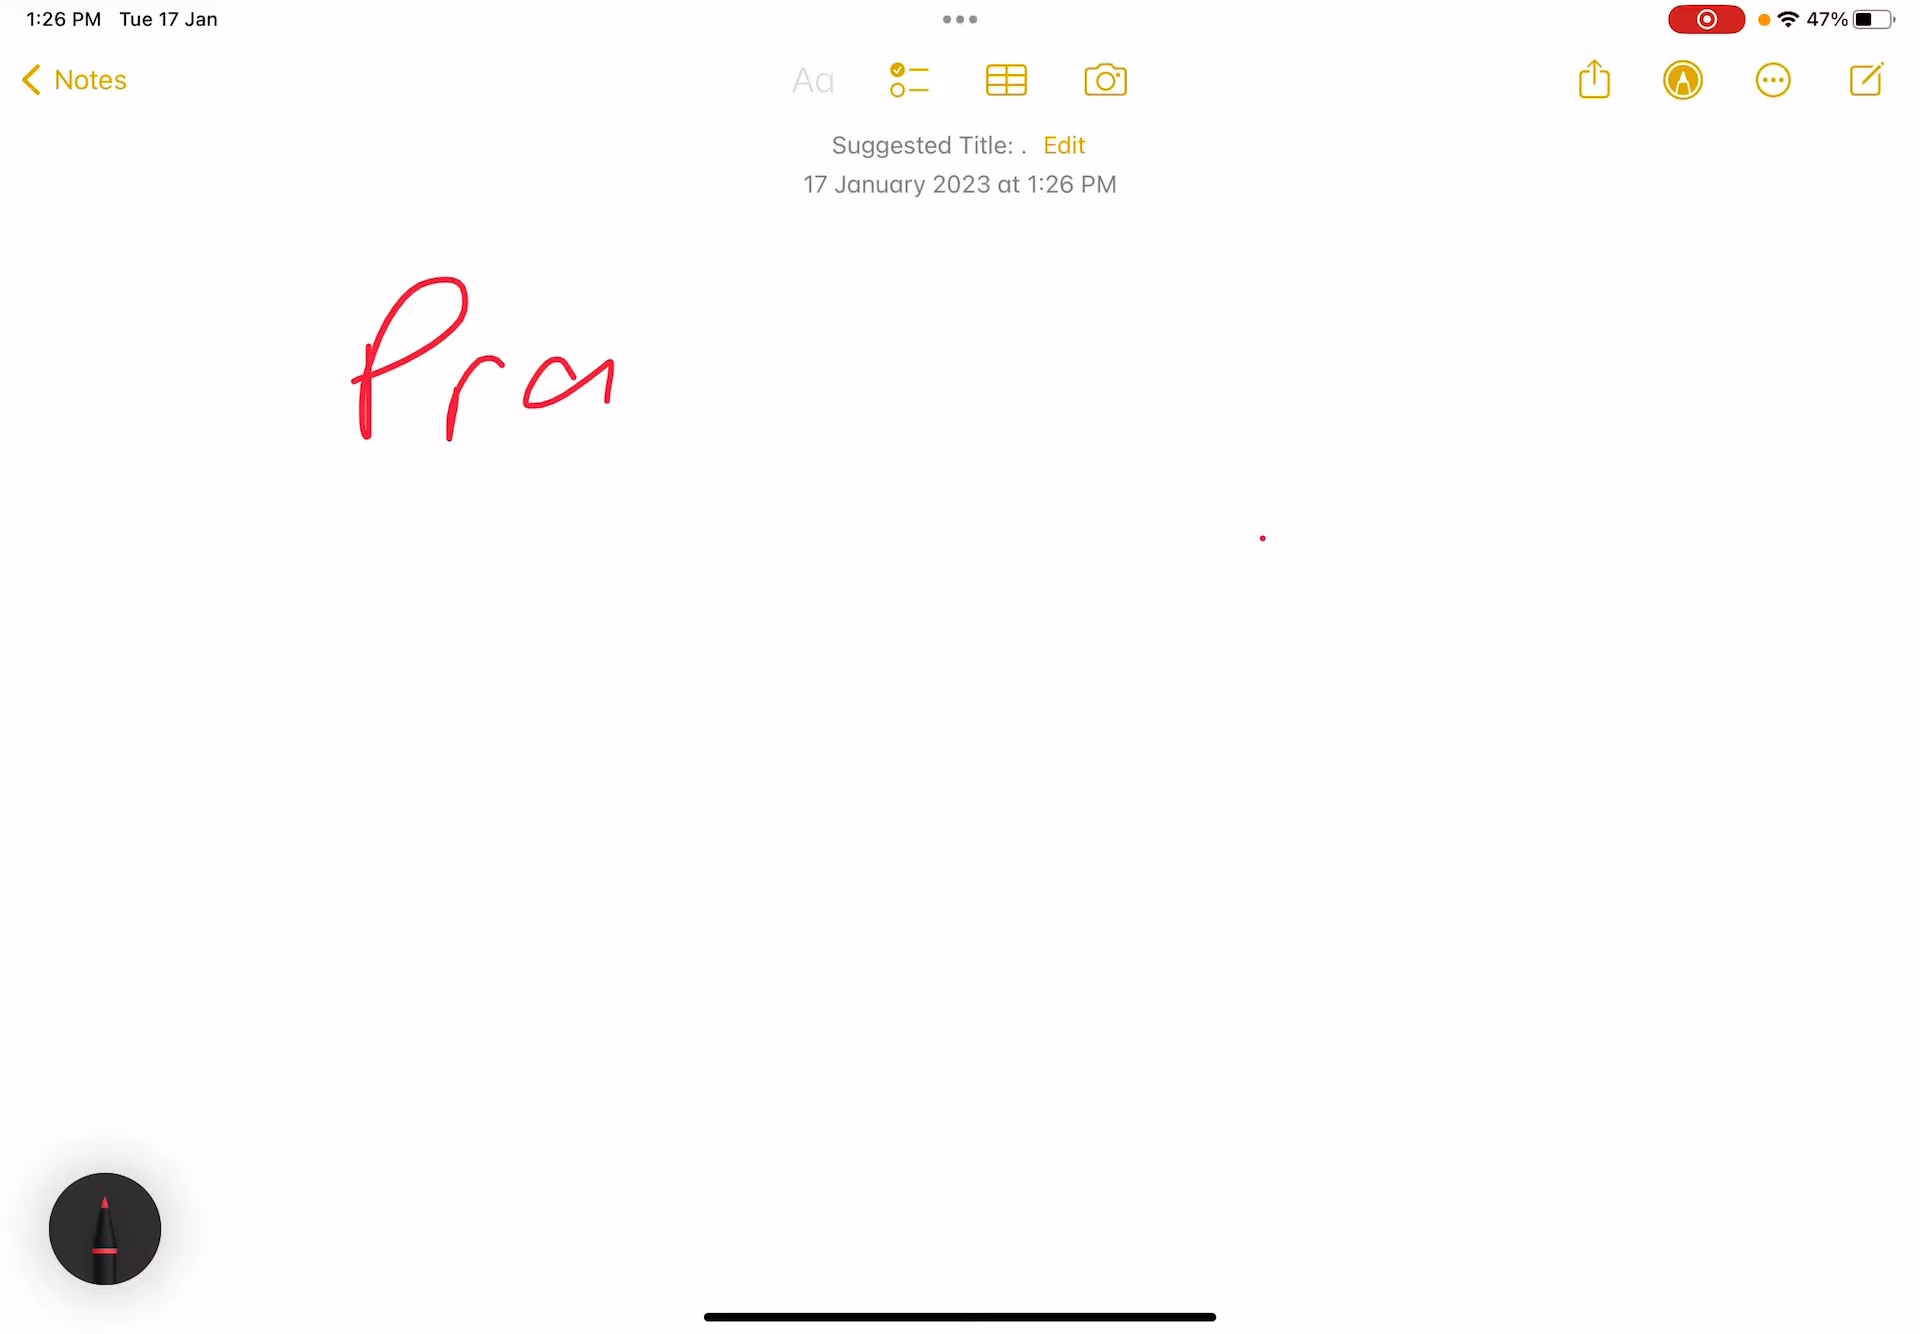 1:26 PM Tue 17 Jan
47%
Notes
Aa
Suggested Title: . Edit
17 January 2023 at 1:26 PM
Pra